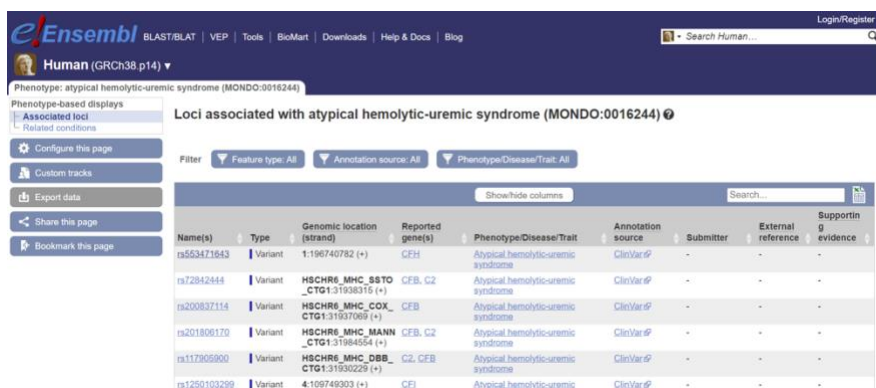 Login/Register
e!Ensembl BLAST/BLAT | VEP | Tools | BioMart | Downloads | Help & Docs | Blog
Search Human...
Human (GRCh38.p14) ▼
Phenotype: atypical hemolytic-uremic syndrome (MONDO:0016244)
Phenotype-based displays
Associated loci
Related conditions
Configure this page
Custom tracks
Export data
Share this page
Bookmark this page
Loci associated with atypical hemolytic-uremic syndrome (MONDO:0016244)
Filter Feature type: All Annotation source: All Phenotype/Disease/Trait: All
Show/hide columns Search...
Name(s) Type Genomic location (strand) Reported gene(s) Phenotype/Disease/Trait Annotation source Submitter External reference Supporting evidence
rs553471643 Variant 1:196740782 (+) CFH Atypical hemolytic-uremic syndrome ClinVar - - -
rs72842444 Variant HSCHR6_MHC_SSTO_CTG1:31938315 (+) CFB, C2 Atypical hemolytic-uremic syndrome ClinVar - - -
rs200837114 Variant HSCHR6_MHC_COX_CTG1:31937069 (+) CFB Atypical hemolytic-uremic syndrome ClinVar - - -
rs201806170 Variant HSCHR6_MHC_MANN_CTG1:31984554 (+) CFB, C2 Atypical hemolytic-uremic syndrome ClinVar - - -
rs117905900 Variant HSCHR6_MHC_DBB_CTG1:31930229 (+) C2, CFB Atypical hemolytic-uremic syndrome ClinVar - - -
rs1250103299 Variant 4:109749303 (+) CFI Atypical hemolytic-uremic ClinVar - - -